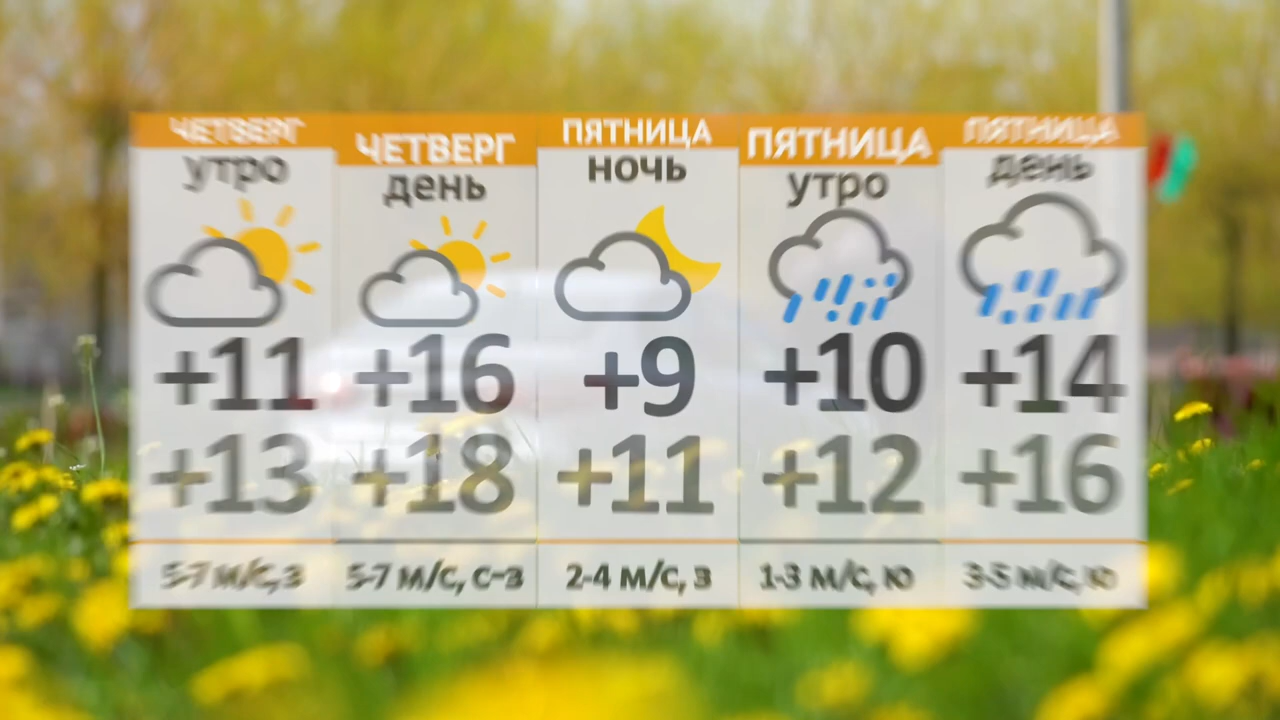 ЧЕТВЕРГ
утро
+11
+13
5-7 м/с, з
ЧЕТВЕРГ
день
+16
+18
5-7 м/с, с-з
ПЯТНИЦА
ночь
+9
+11
2-4 м/с, з
ПЯТНИЦА
утро
+10
+12
1-3 м/с, ю
ПЯТНИЦА
день
+14
+16
3-5 м/с, ю